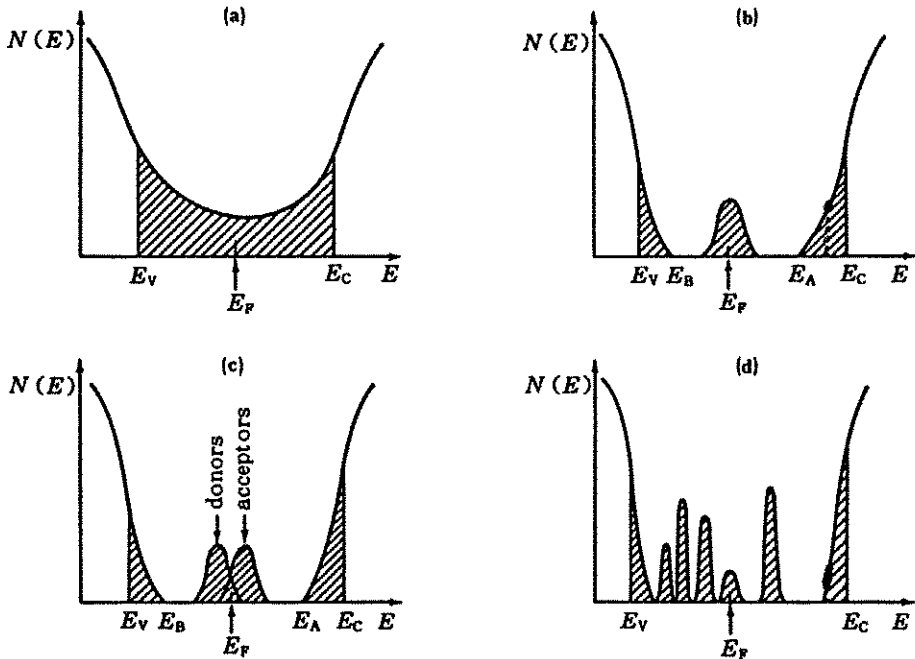 (a)
N(E)
E_V E_C E
E_F
(b)
N(E)
E_V E_B E_A E_C E
E_F
(c)
N(E)
donors
acceptors
E_V E_B E_A E_C E
E_F
(d)
N(E)
E_V E_C E
E_F